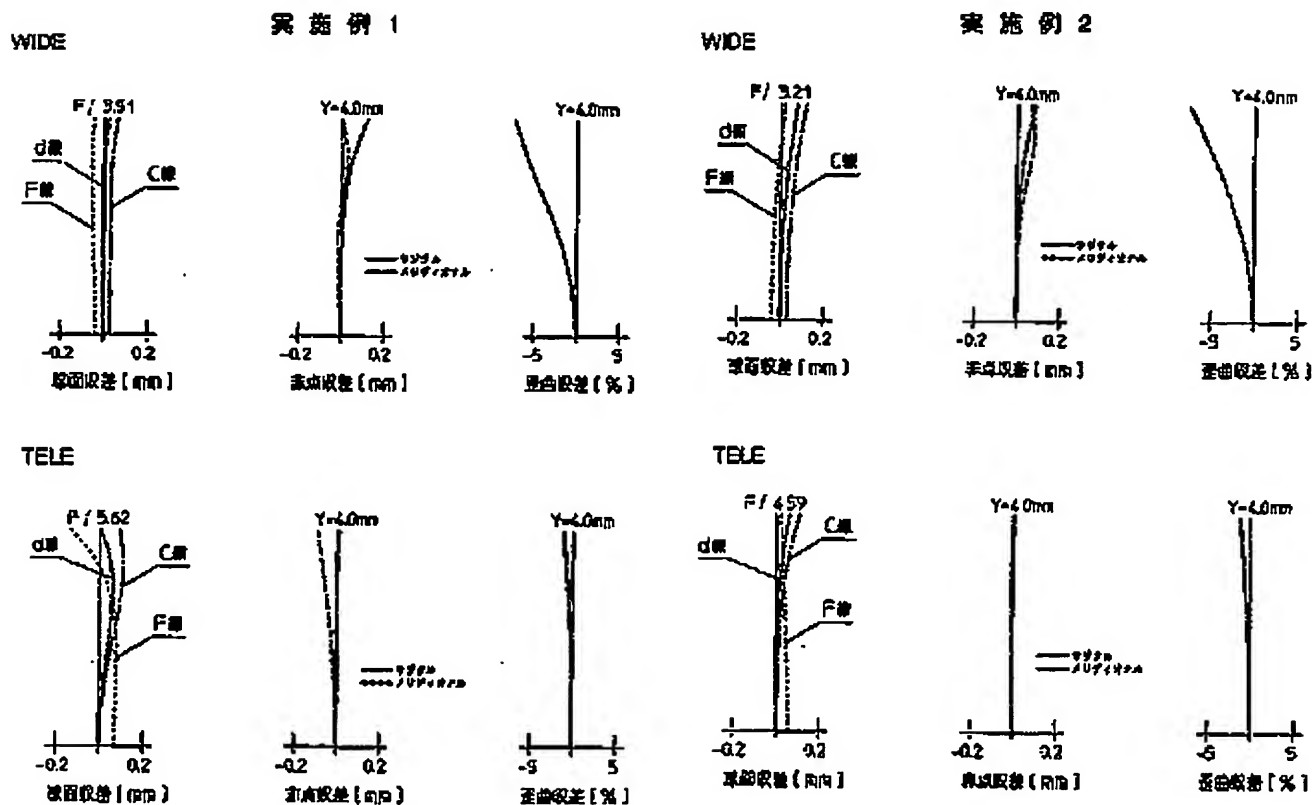 実施例 1
WIDE
F/3.51
d線
F線
C線
-0.2 0.2
球面収差[mm]
Y=4.0mm
サジタル
メリディオナル
-0.2 0.2
非点収差[mm]
Y=4.0mm
-5 5
歪曲収差[%]
TELE
F/5.62
d線
C線
F線
-0.2 0.2
球面収差[mm]
Y=4.0mm
サジタル
メリディオナル
-0.2 0.2
非点収差[mm]
Y=4.0mm
-5 5
歪曲収差[%]
実施例 2
WIDE
F/3.21
d線
F線
C線
-0.2 0.2
球面収差[mm]
Y=4.0mm
サジタル
メリディオナル
-0.2 0.2
非点収差[mm]
Y=4.0mm
-5 5
歪曲収差[%]
TELE
F/4.59
d線
C線
F線
-0.2 0.2
球面収差[mm]
Y=4.0mm
サジタル
メリディオナル
-0.2 0.2
非点収差[mm]
Y=4.0mm
-5 5
歪曲収差[%]